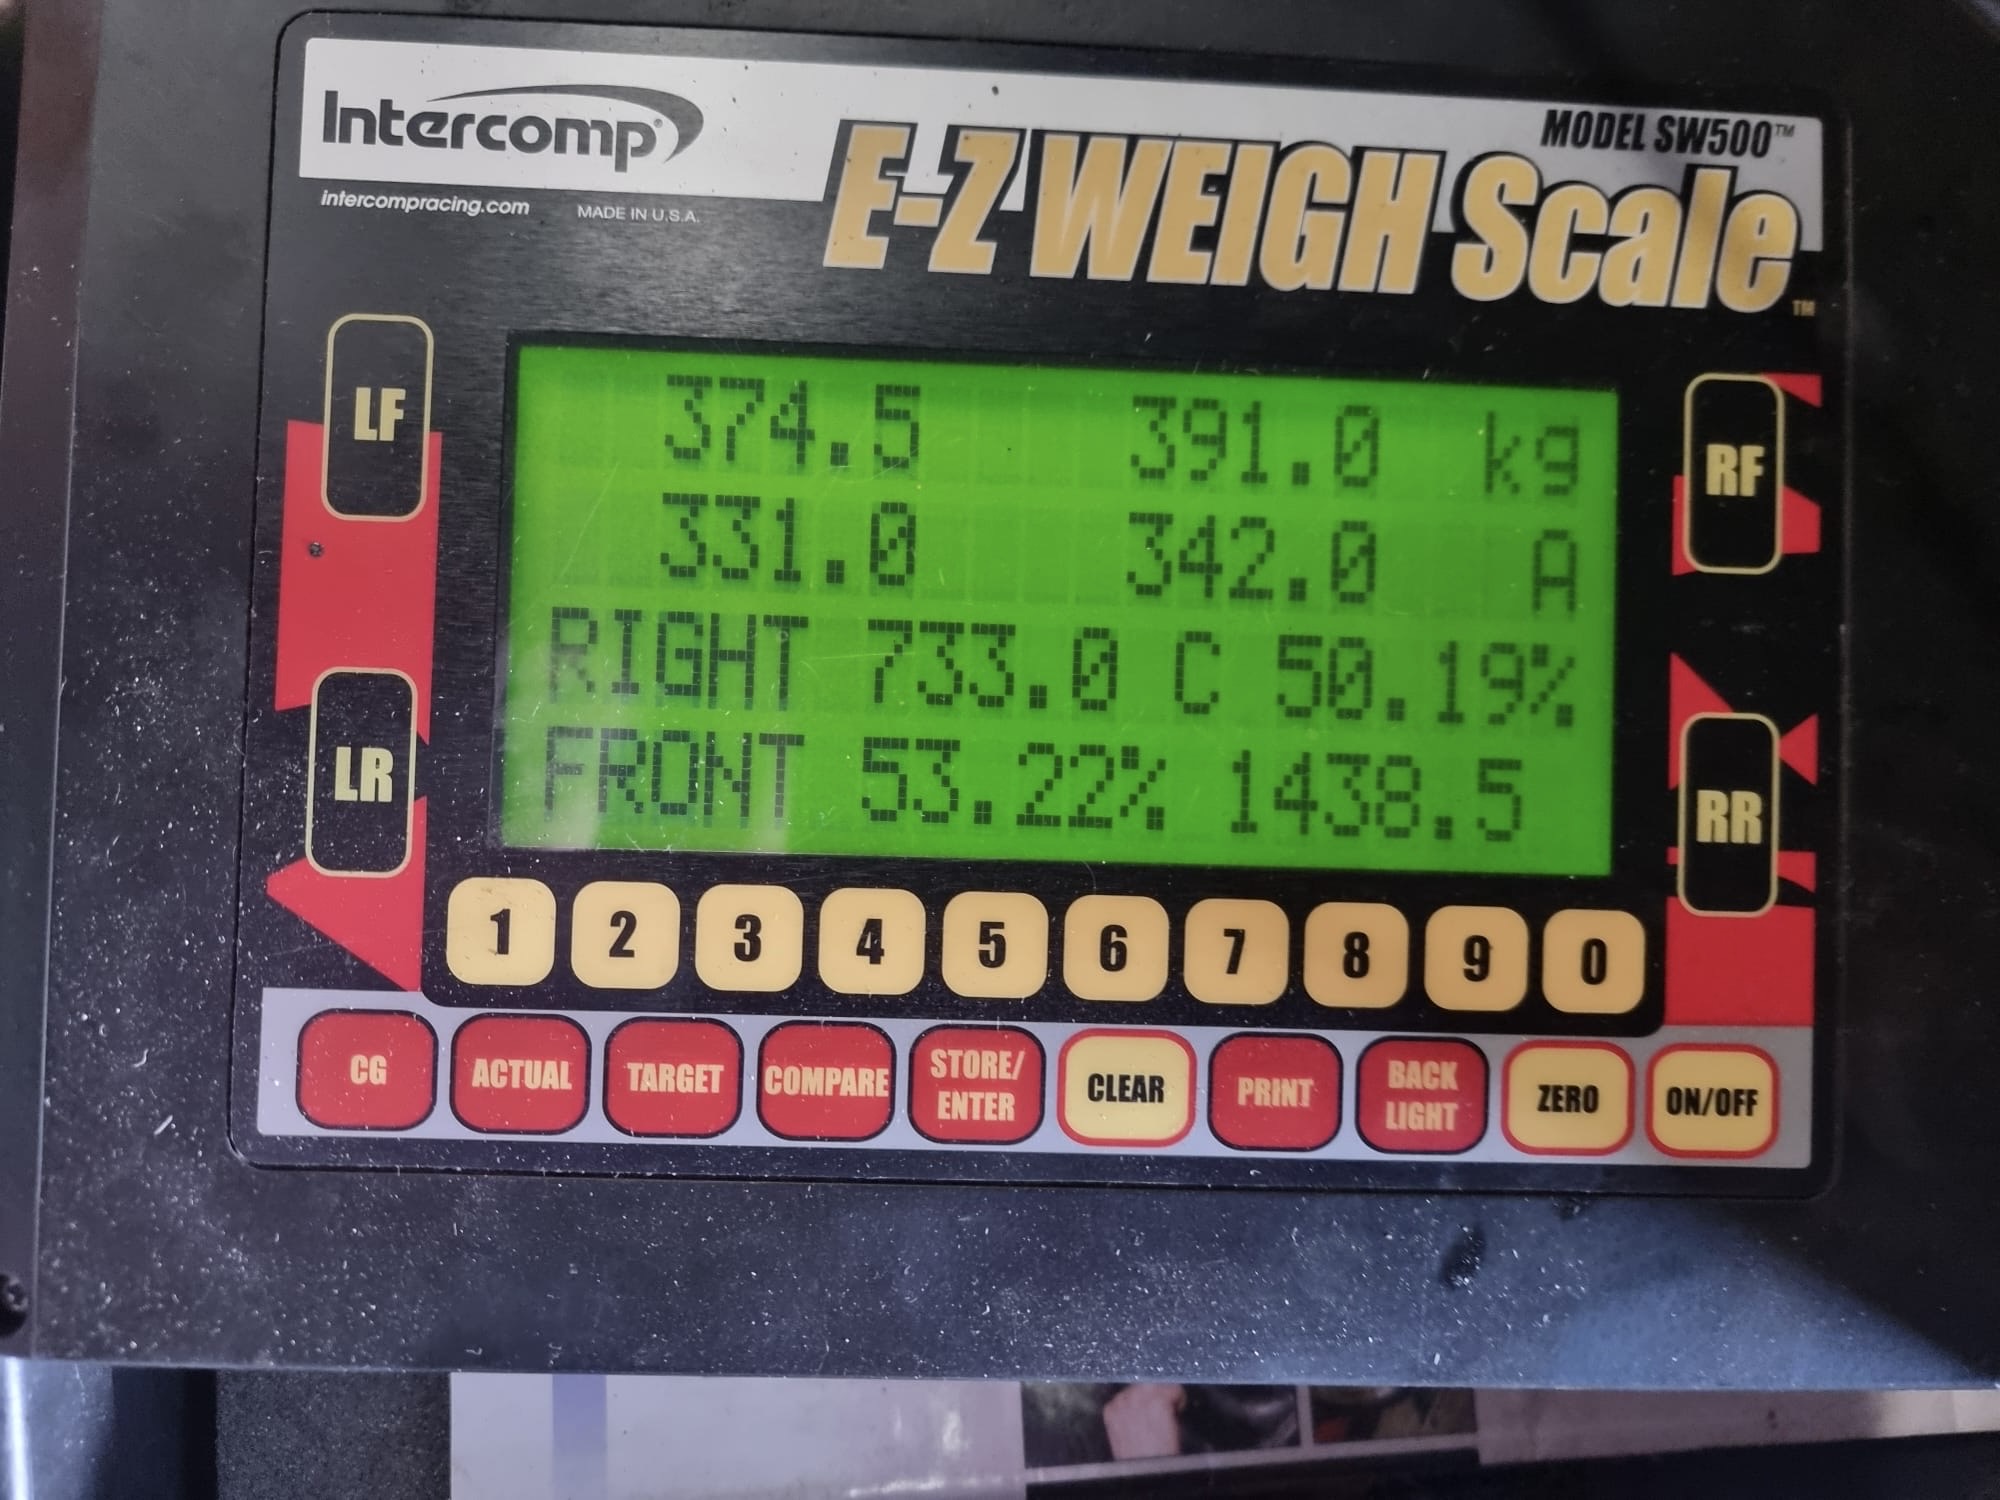 Intercomp®
MODEL SW500™
E-Z WEIGH Scale™
intercompracing.com
MADE IN U.S.A.
LF
RF
374.5 391.0 kg
331.0 342.0 A
RIGHT 733.0 C 50.19%
FRONT 53.22% 1438.5
LR
RR
1 2 3 4 5 6 7 8 9 0
CG ACTUAL TARGET COMPARE STORE/ENTER CLEAR PRINT BACK LIGHT ZERO ON/OFF